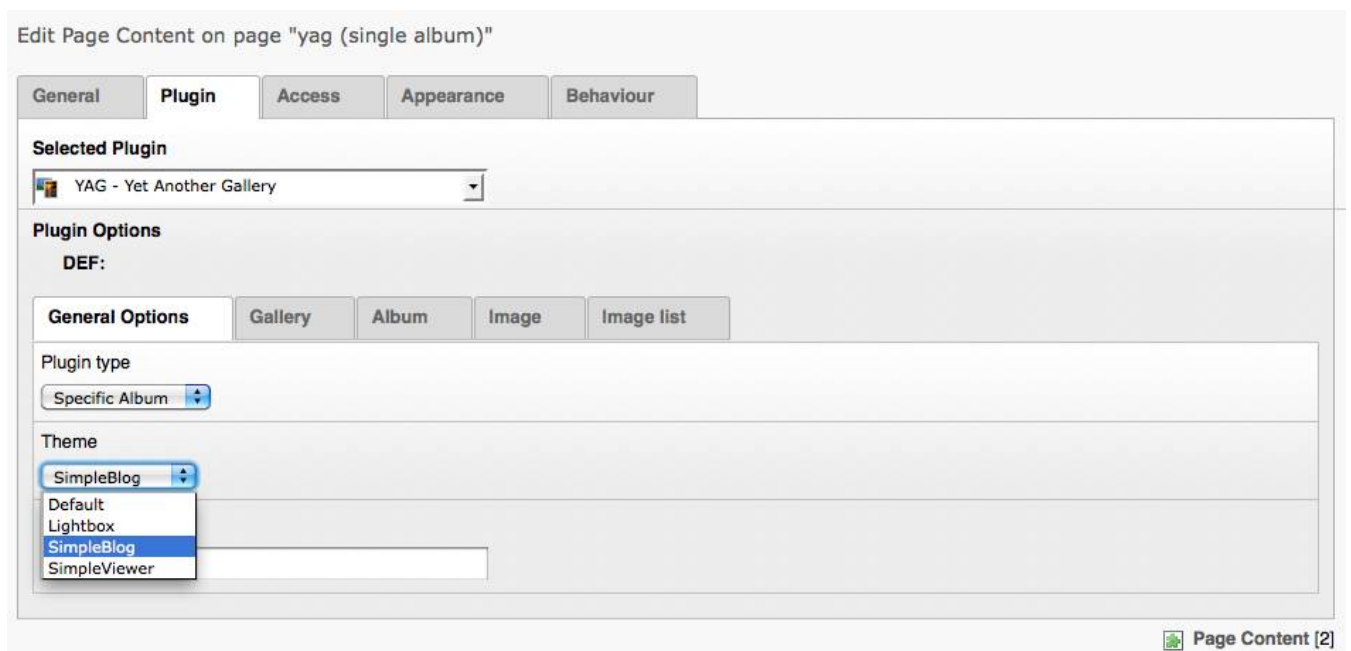 Edit Page Content on page "yag (single album)"
General Plugin Access Appearance Behaviour
Selected Plugin
YAG - Yet Another Gallery
Plugin Options
DEF:
General Options Gallery Album Image Image list
Plugin type
Specific Album
Theme
SimpleBlog
Default
Lightbox
SimpleBlog
SimpleViewer
Page Content [2]